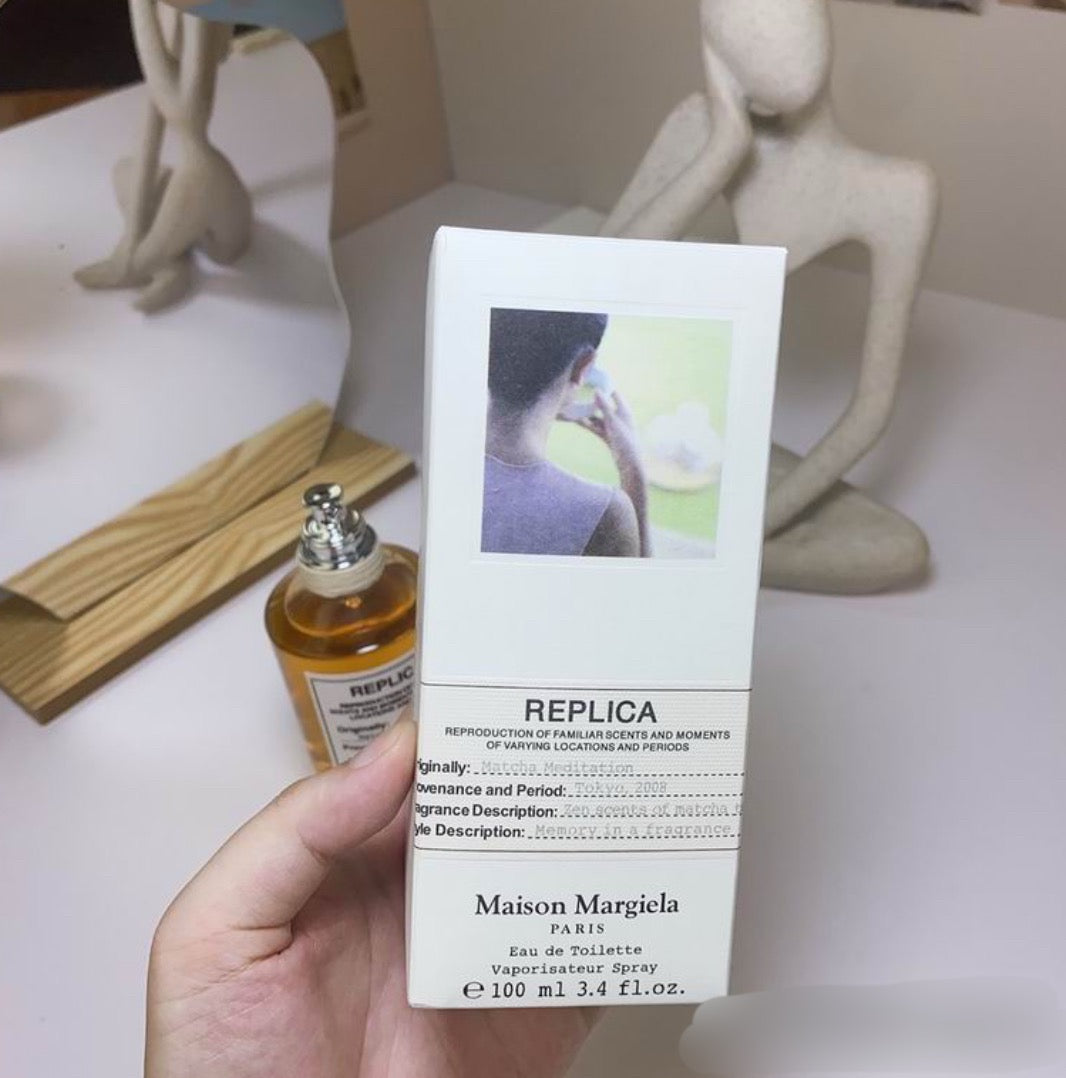 REPLICA
REPRODUCTION OF FAMILIAR SCENTS AND MOMENTS
OF VARYING LOCATIONS AND PERIODS
iginally: Matcha Meditation
ovenance and Period: Tokyo, 2008
agrance Description: Zen scents of matcha t
yle Description: Memory in a fragrance
Maison Margiela
PARIS
Eau de Toilette
Vaporisateur Spray
℮ 100 ml 3.4 fl.oz.
REPLIC
Originally: